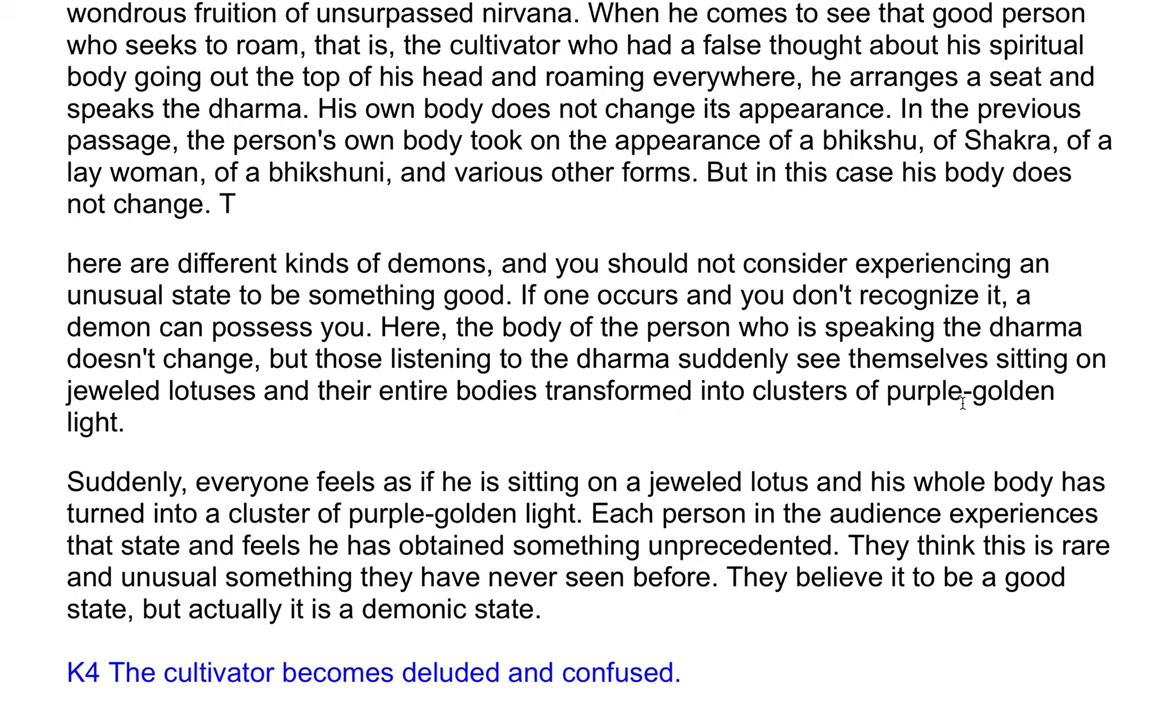 wondrous fruition of unsurpassed nirvana. When he comes to see that good person
who seeks to roam, that is, the cultivator who had a false thought about his spiritual
body going out the top of his head and roaming everywhere, he arranges a seat and
speaks the dharma. His own body does not change its appearance. In the previous
passage, the person's own body took on the appearance of a bhikshu, of Shakra, of a
lay woman, of a bhikshuni, and various other forms. But in this case his body does
not change. T
here are different kinds of demons, and you should not consider experiencing an
unusual state to be something good. If one occurs and you don't recognize it, a
demon can possess you. Here, the body of the person who is speaking the dharma
doesn't change, but those listening to the dharma suddenly see themselves sitting on
jeweled lotuses and their entire bodies transformed into clusters of purple-golden
light.
Suddenly, everyone feels as if he is sitting on a jeweled lotus and his whole body has
turned into a cluster of purple-golden light. Each person in the audience experiences
that state and feels he has obtained something unprecedented. They think this is rare
and unusual something they have never seen before. They believe it to be a good
state, but actually it is a demonic state.
K4 The cultivator becomes deluded and confused.